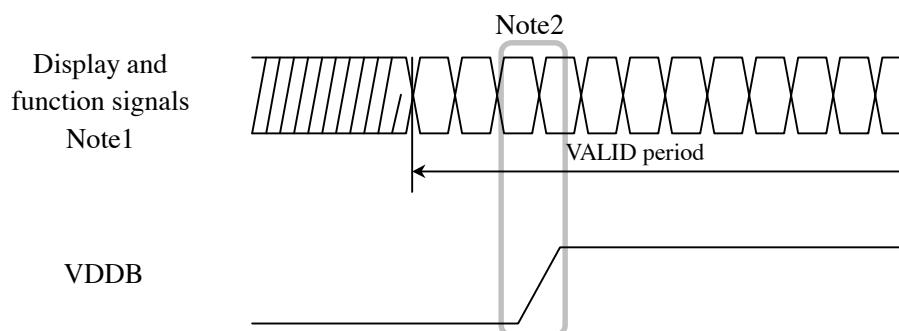 Note2
Display and
function signals
Note1
VALID period
VDDB